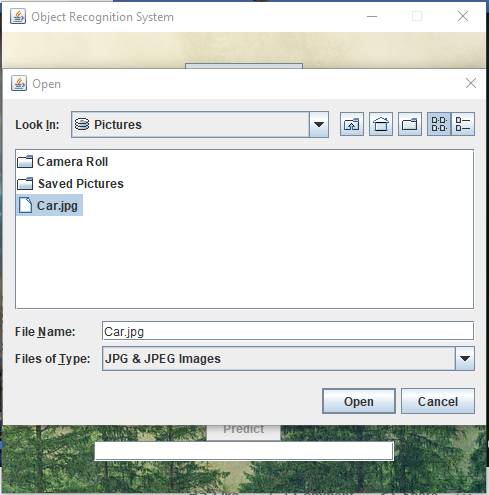 Object Recognition System
Open
Look In: Pictures
Camera Roll
Saved Pictures
Car.jpg
File Name: Car.jpg
Files of Type: JPG & JPEG Images
Open Cancel
Predict